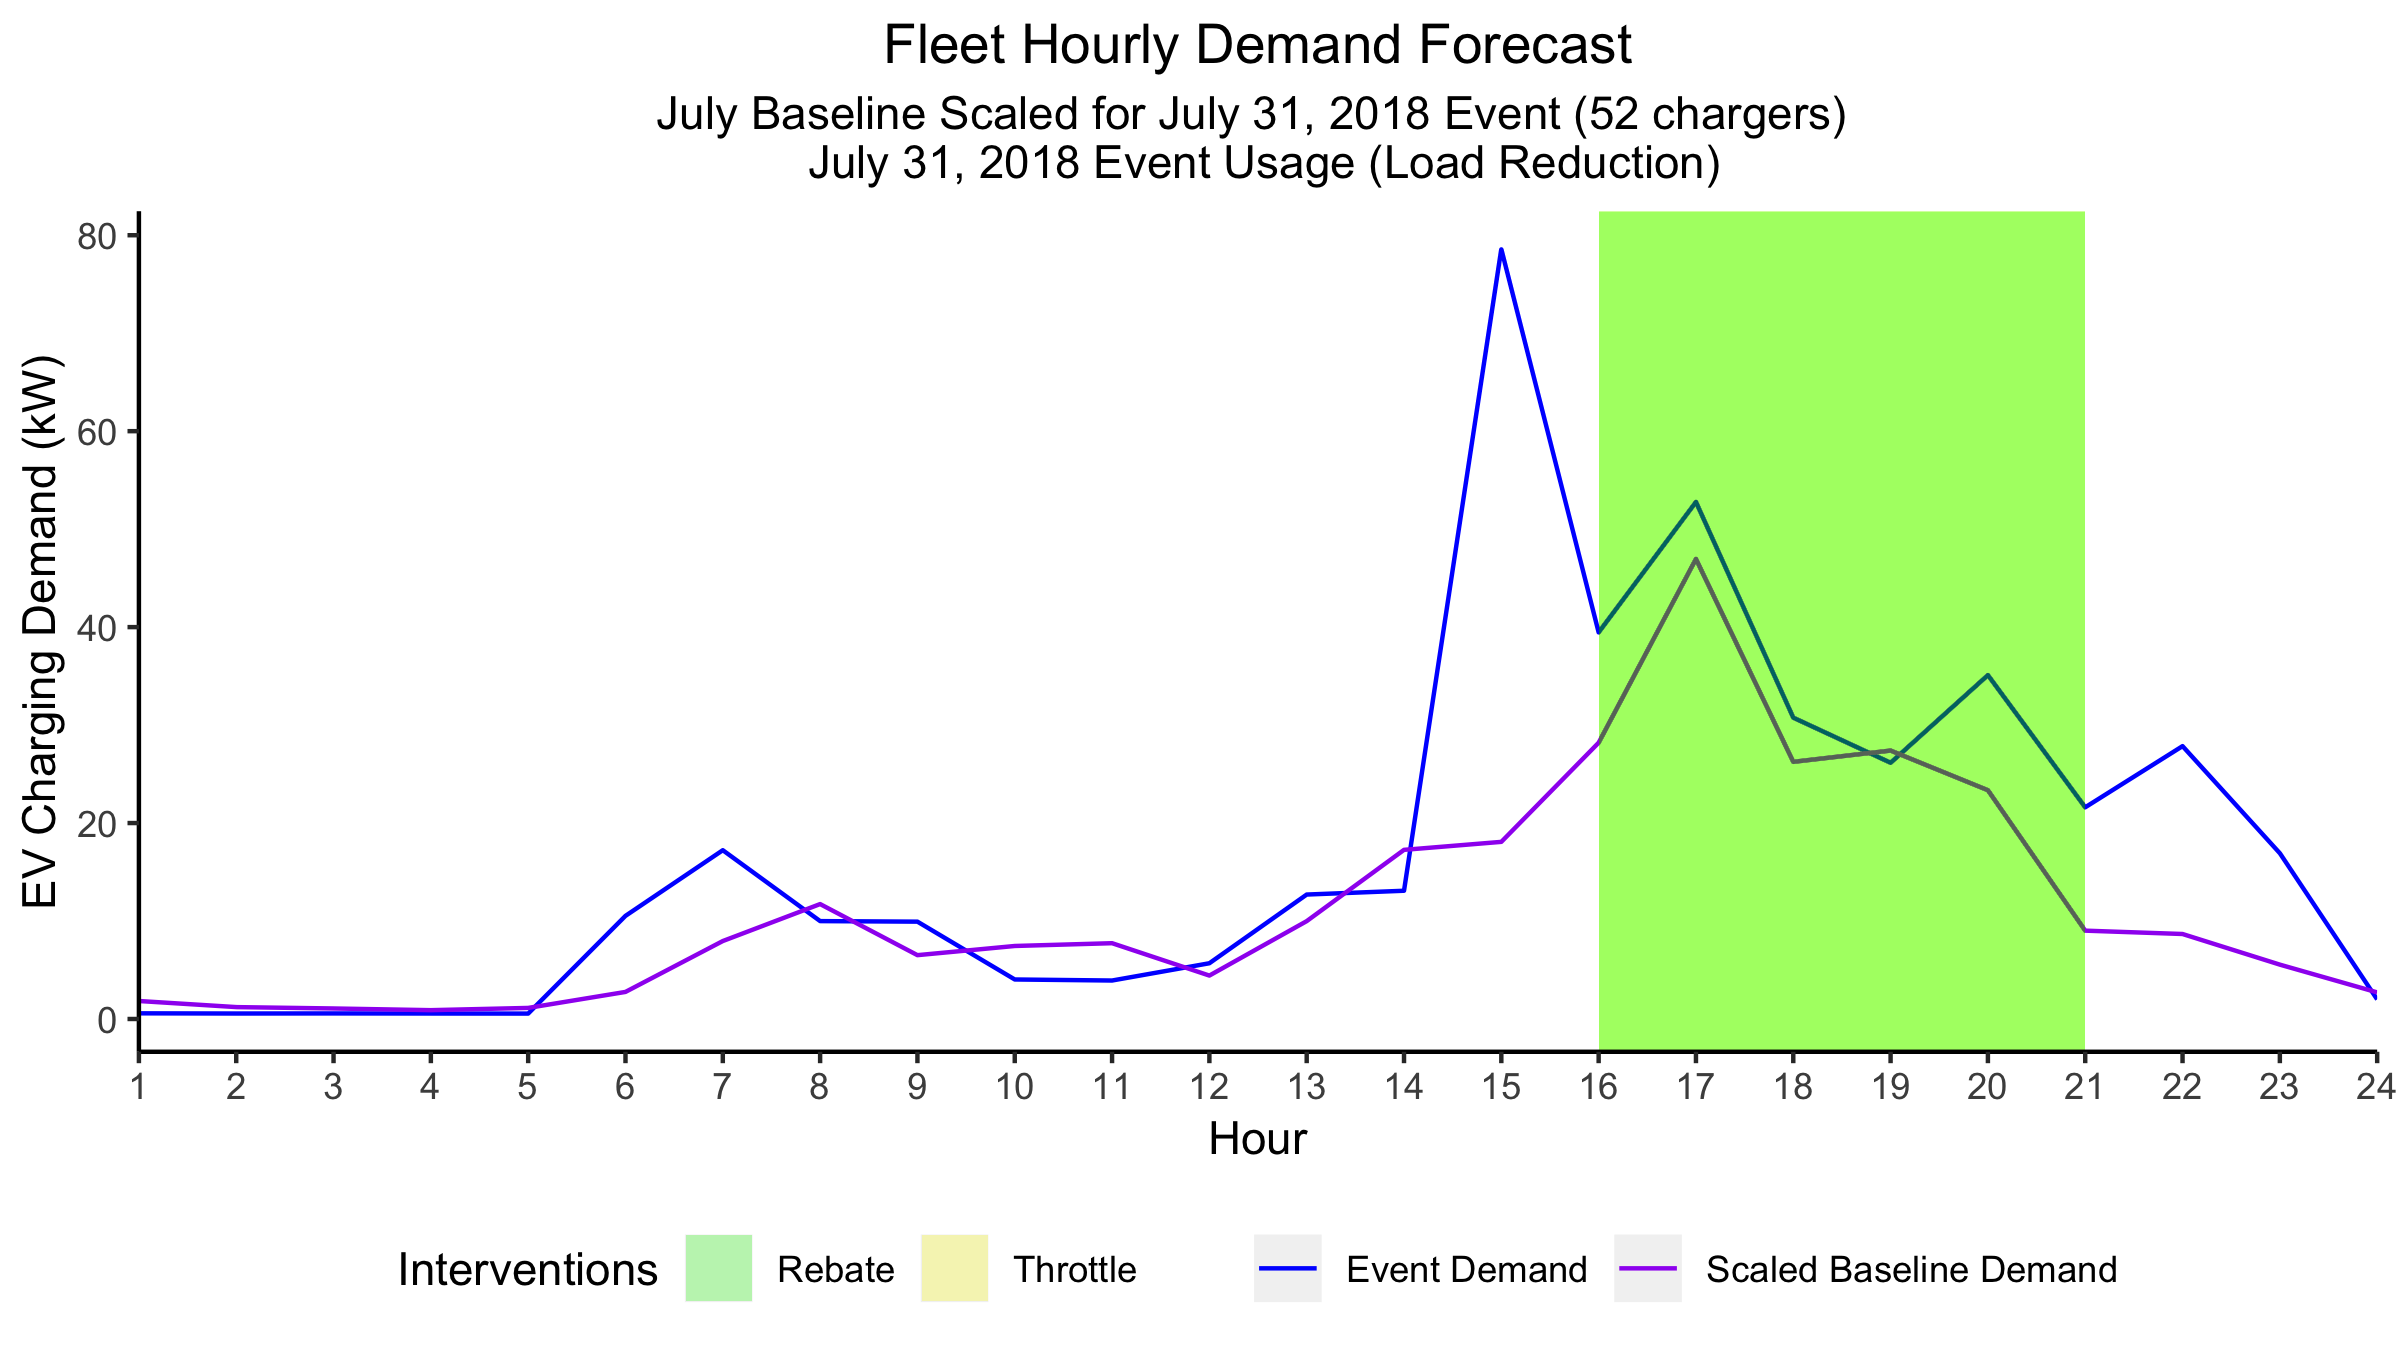 Fleet Hourly Demand Forecast
July Baseline Scaled for July 31, 2018 Event (52 chargers)
July 31, 2018 Event Usage (Load Reduction)
EV Charging Demand (kW)
80
60
40
20
0
1 2 3 4 5 6 7 8 9 10 11 12 13 14 15 16 17 18 19 20 21 22 23 24
Hour
Interventions Rebate Throttle Event Demand Scaled Baseline Demand